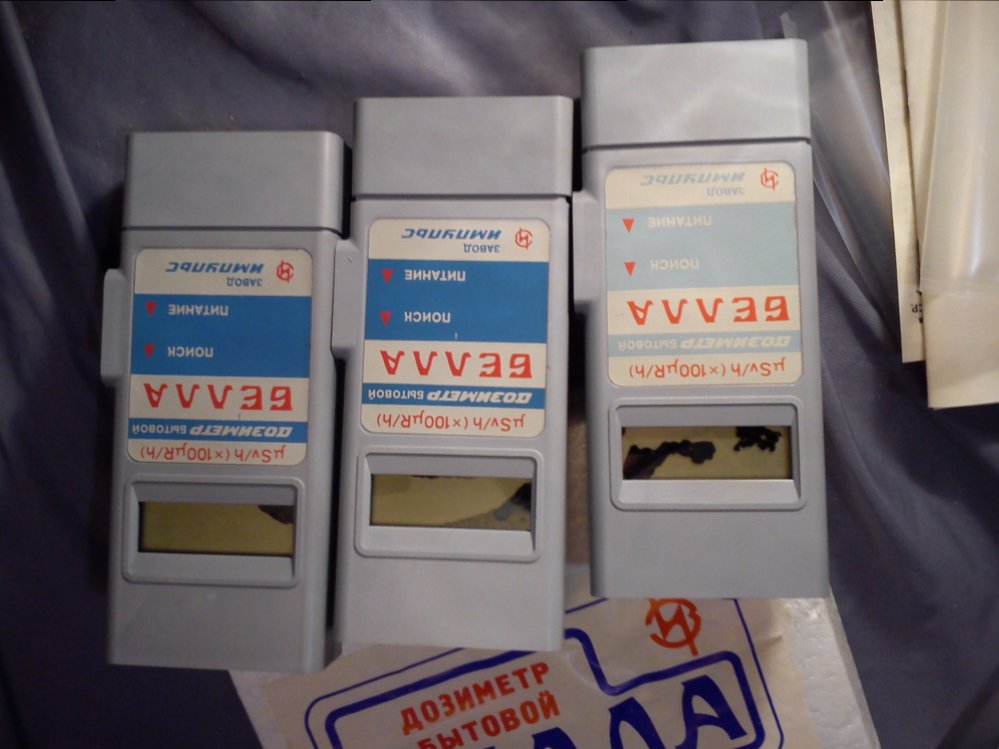 µSv/h (×100µR/h)
ДОЗИМЕТР БЫТОВОЙ
БЕЛЛА
ПОИСК
ПИТАНИЕ
ЗАВОД
ИМПУЛЬС
µSv/h (×100µR/h)
ДОЗИМЕТР БЫТОВОЙ
БЕЛЛА
ПОИСК
ПИТАНИЕ
ЗАВОД
ИМПУЛЬС
µSv/h (×100µR/h)
ДОЗИМЕТР БЫТОВОЙ
БЕЛЛА
ПОИСК
ПИТАНИЕ
ЗАВОД
ИМПУЛЬС
ДОЗИМЕТР
БЫТОВОЙ